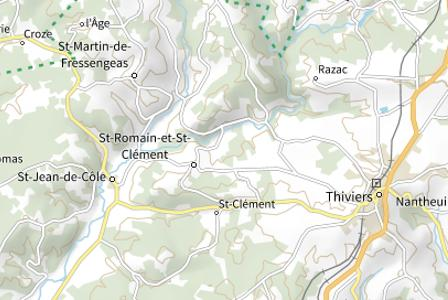 l'Âge
Croze
St-Martin-de-
Fressengeas
Razac
St-Romain-et-St-
Clément
St-Jean-de-Côle
Thiviers
Nantheui
St-Clément